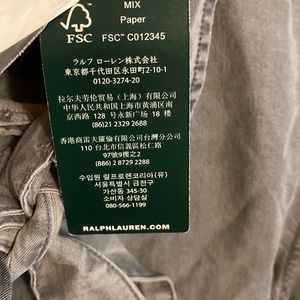 FSC
MIX
Paper
FSC™ C012345
ラルフ ローレン株式会社
東京都千代田区永田町2-10-1
0120-3274-20
拉尔夫劳伦贸易（上海）有限公司
中华人民共和国上海市黄浦区南
京西路 128 号永新广场 18楼
(86)21 2329 2688
香港商雷夫羅倫有限公司台灣分公司
110 台北市信義區松仁路
97號9樓之2
(886) 2 8729 2288
수입원 랄프로렌코리아(유)
서울특별시 금천구
가산동 345-30
소비자 상담실
080-566-1199
RALPHLAUREN.COM